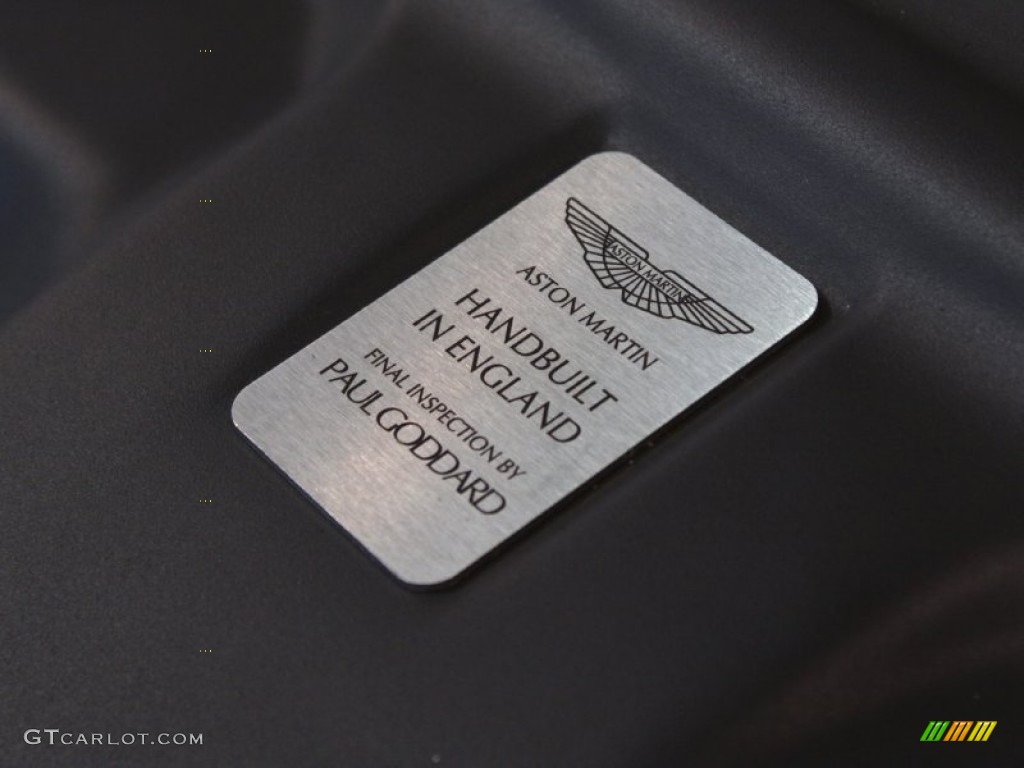 ASTON MARTIN
ASTON MARTIN
HANDBUILT
IN ENGLAND
FINAL INSPECTION BY
PAUL GODDARD
GTCARLOT.COM